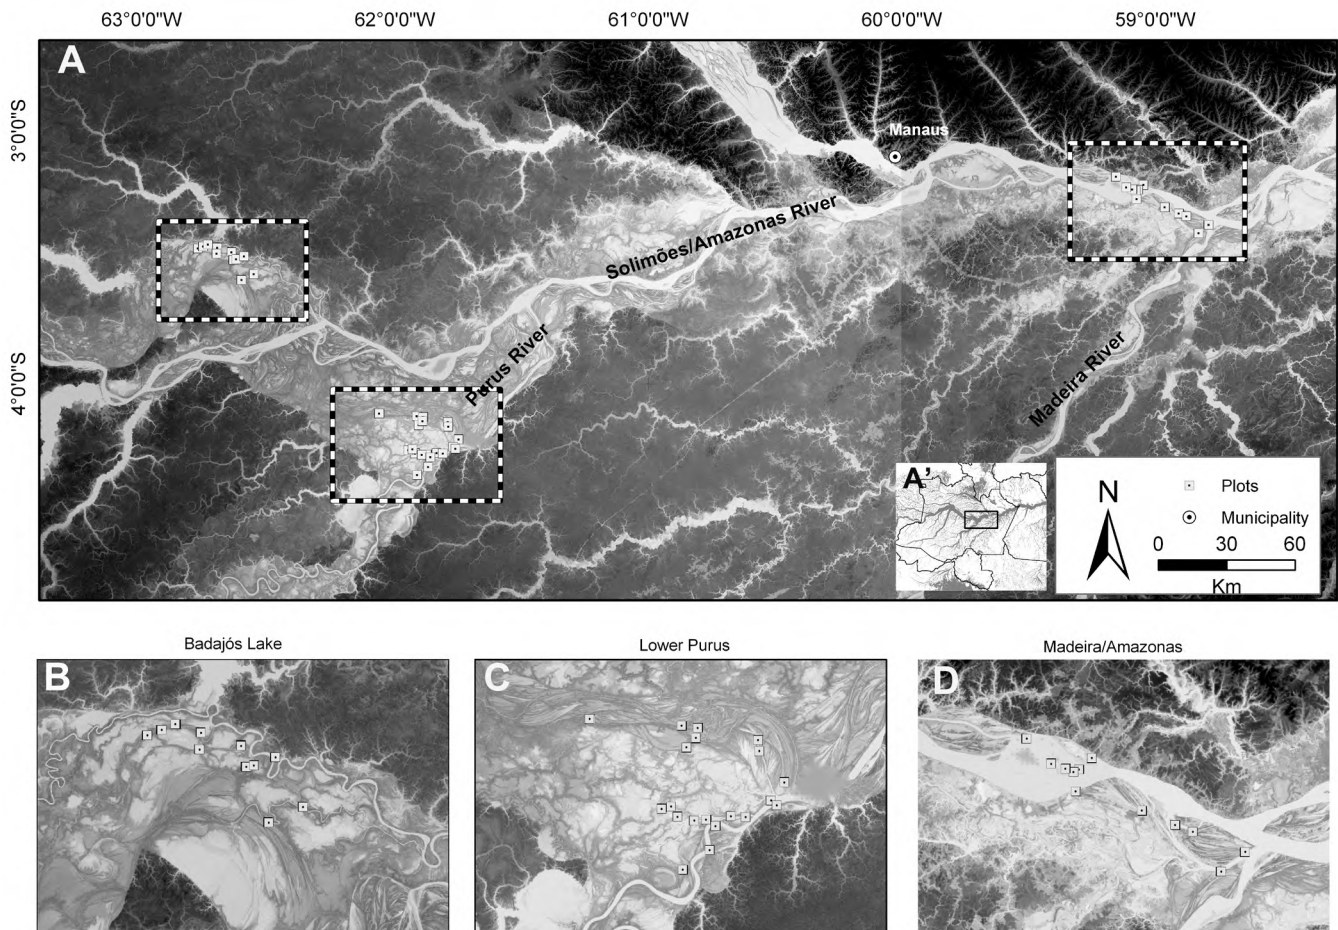 63°0'0"W 62°0'0"W 61°0'0"W 60°0'0"W 59°0'0"W
A
3°0'0"S
Manaus
Solimões/Amazonas River
Purus River
4°0'0"S
Madeira River
A'
N
Plots
Municipality
0 30 60
Km
Badajós Lake
Lower Purus
Madeira/Amazonas
B
C
D